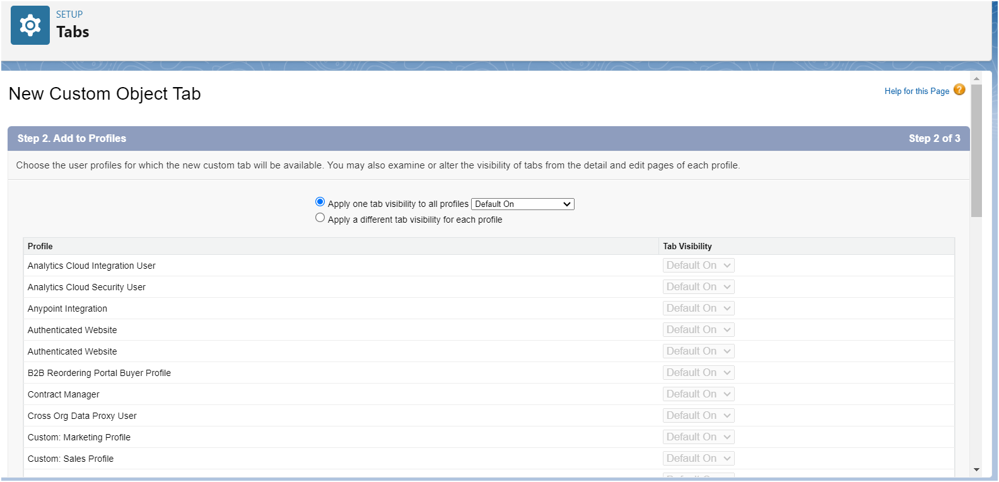 SETUP
Tabs
New Custom Object Tab
Help for this Page ?
Step 2. Add to Profiles Step 2 of 3
Choose the user profiles for which the new custom tab will be available. You may also examine or alter the visibility of tabs from the detail and edit pages of each profile.
Apply one tab visibility to all profiles Default On
Apply a different tab visibility for each profile
Profile Tab Visibility
Analytics Cloud Integration User Default On
Analytics Cloud Security User Default On
Anypoint Integration Default On
Authenticated Website Default On
Authenticated Website Default On
B2B Reordering Portal Buyer Profile Default On
Contract Manager Default On
Cross Org Data Proxy User Default On
Custom: Marketing Profile Default On
Custom: Sales Profile Default On